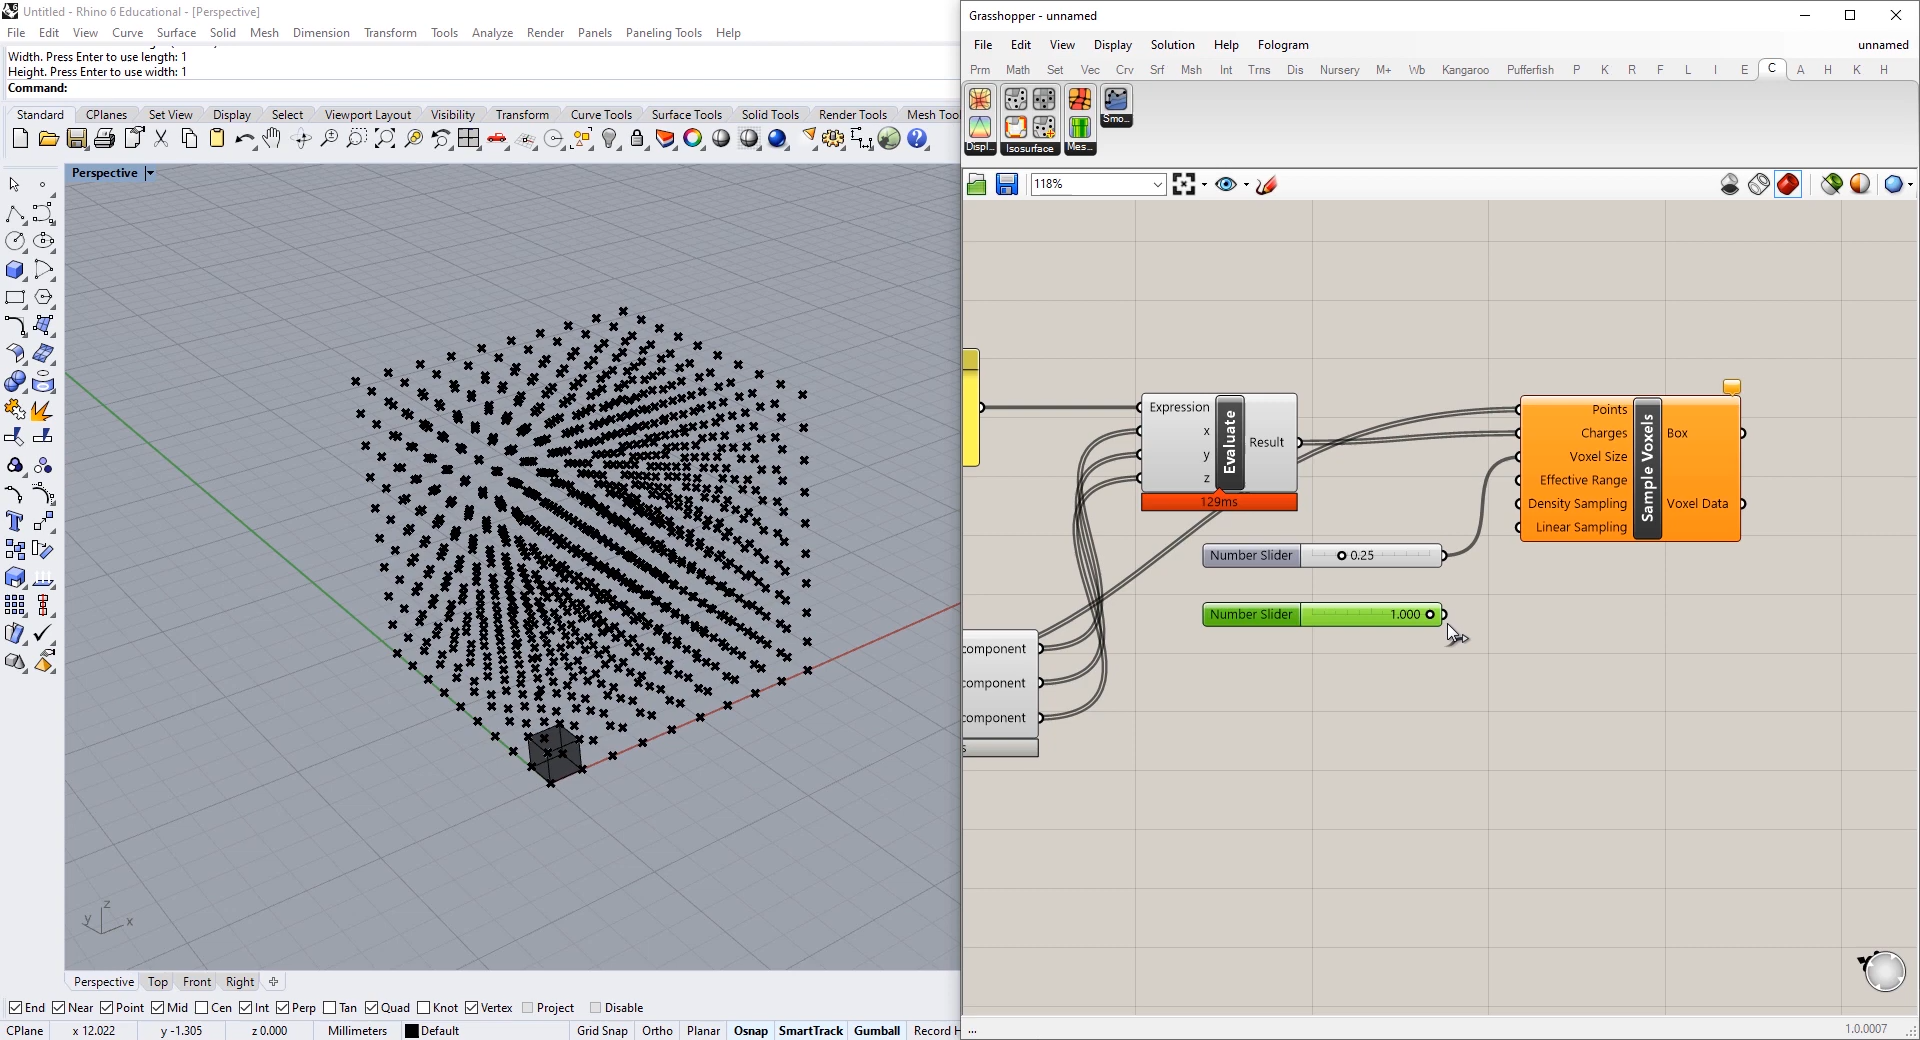 Untitled - Rhino 6 Educational - [Perspective]
File Edit View Curve Surface Solid Mesh Dimension Transform Tools Analyze Render Panels Paneling Tools Help
Width. Press Enter to use length: 1
Height. Press Enter to use width: 1
Command:
Standard CPlanes Set View Display Select Viewport Layout Visibility Transform Curve Tools Surface Tools Solid Tools Render Tools Mesh Too
Perspective
z
y x
Perspective Top Front Right
End Near Point Mid Cen Int Perp Tan Quad Knot Vertex Project Disable
CPlane x 12.022 y -1.305 z 0.000 Millimeters Default Grid Snap Ortho Planar Osnap SmartTrack Gumball Record H
Grasshopper - unnamed
File Edit View Display Solution Help Fologram unnamed
Prm Math Set Vec Crv Srf Msh Int Trns Dis Nursery M+ Wb Kangaroo Pufferfish P K R F L I E C A H K H
Smo...
Displ... Isosurface Mes...
118%
Expression
x
y
z
Evaluate
Result
129ms
Number Slider 0.25
Number Slider 1.000
component
component
component
s
Points
Charges
Voxel Size
Effective Range
Density Sampling
Linear Sampling
Sample Voxels
Box
Voxel Data
...
1.0.0007